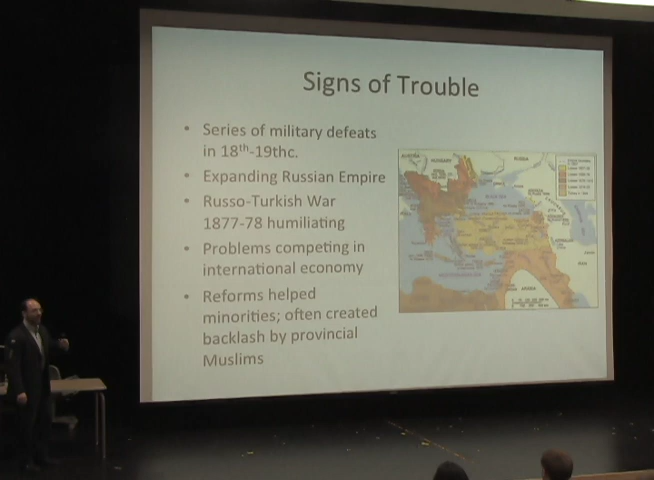 Signs of Trouble
• Series of military defeats
in 18th-19thc.
• Expanding Russian Empire
• Russo-Turkish War
1877-78 humiliating
• Problems competing in
international economy
• Reforms helped
minorities; often created
backlash by provincial
Muslims
RUSSIA